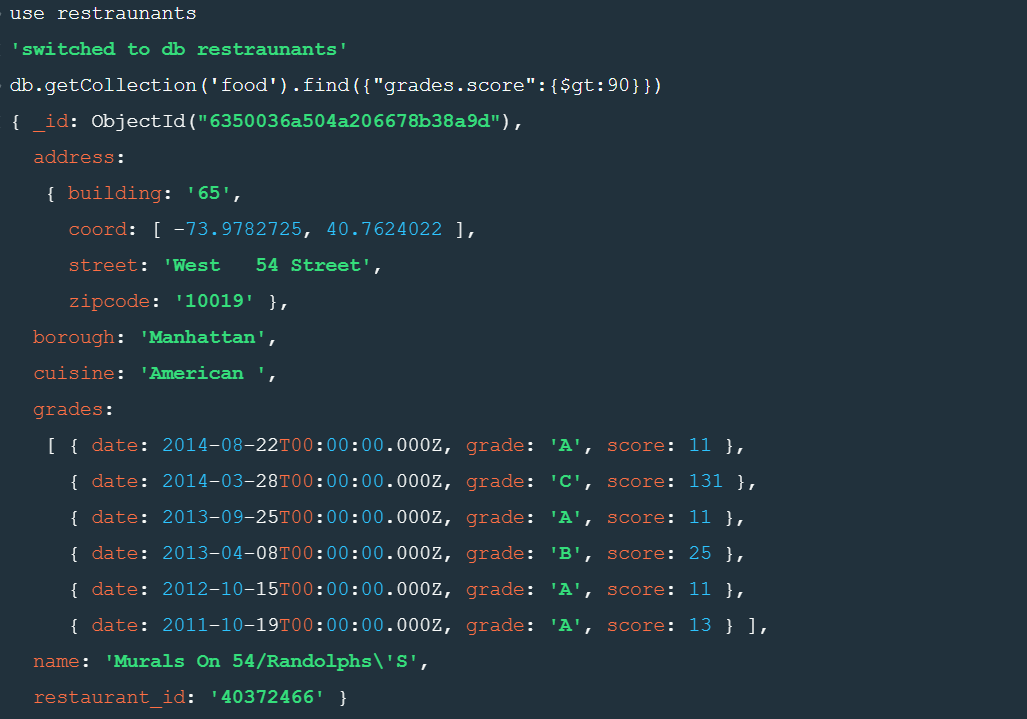 use restraunants
'switched to db restraunants'
db.getCollection('food').find({"grades.score":{$gt:90}})
{ _id: ObjectId("6350036a504a206678b38a9d"),
address:
{ building: '65',
coord: [ -73.9782725, 40.7624022 ],
street: 'West   54 Street',
zipcode: '10019' },
borough: 'Manhattan',
cuisine: 'American ',
grades:
[ { date: 2014-08-22T00:00:00.000Z, grade: 'A', score: 11 },
{ date: 2014-03-28T00:00:00.000Z, grade: 'C', score: 131 },
{ date: 2013-09-25T00:00:00.000Z, grade: 'A', score: 11 },
{ date: 2013-04-08T00:00:00.000Z, grade: 'B', score: 25 },
{ date: 2012-10-15T00:00:00.000Z, grade: 'A', score: 11 },
{ date: 2011-10-19T00:00:00.000Z, grade: 'A', score: 13 } ],
name: 'Murals On 54/Randolphs\'S',
restaurant_id: '40372466' }